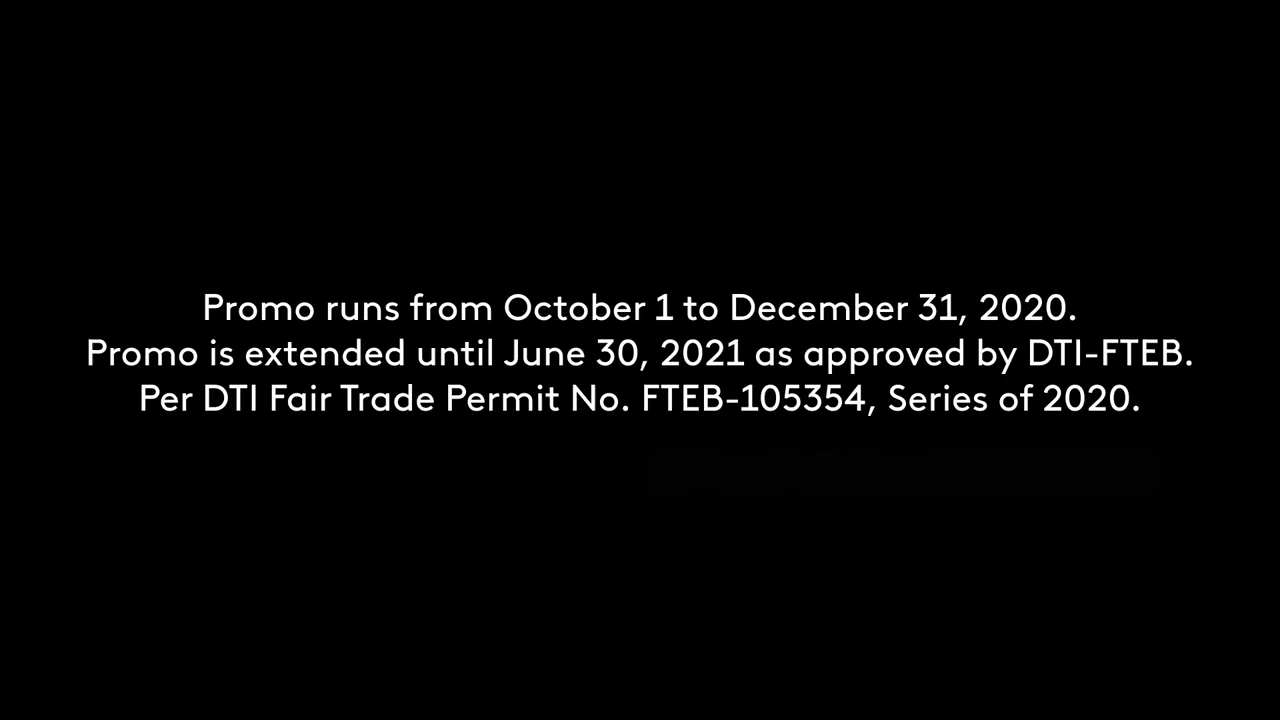 Promo runs from October 1 to December 31, 2020.
Promo is extended until June 30, 2021 as approved by DTI-FTEB.
Per DTI Fair Trade Permit No. FTEB-105354, Series of 2020.